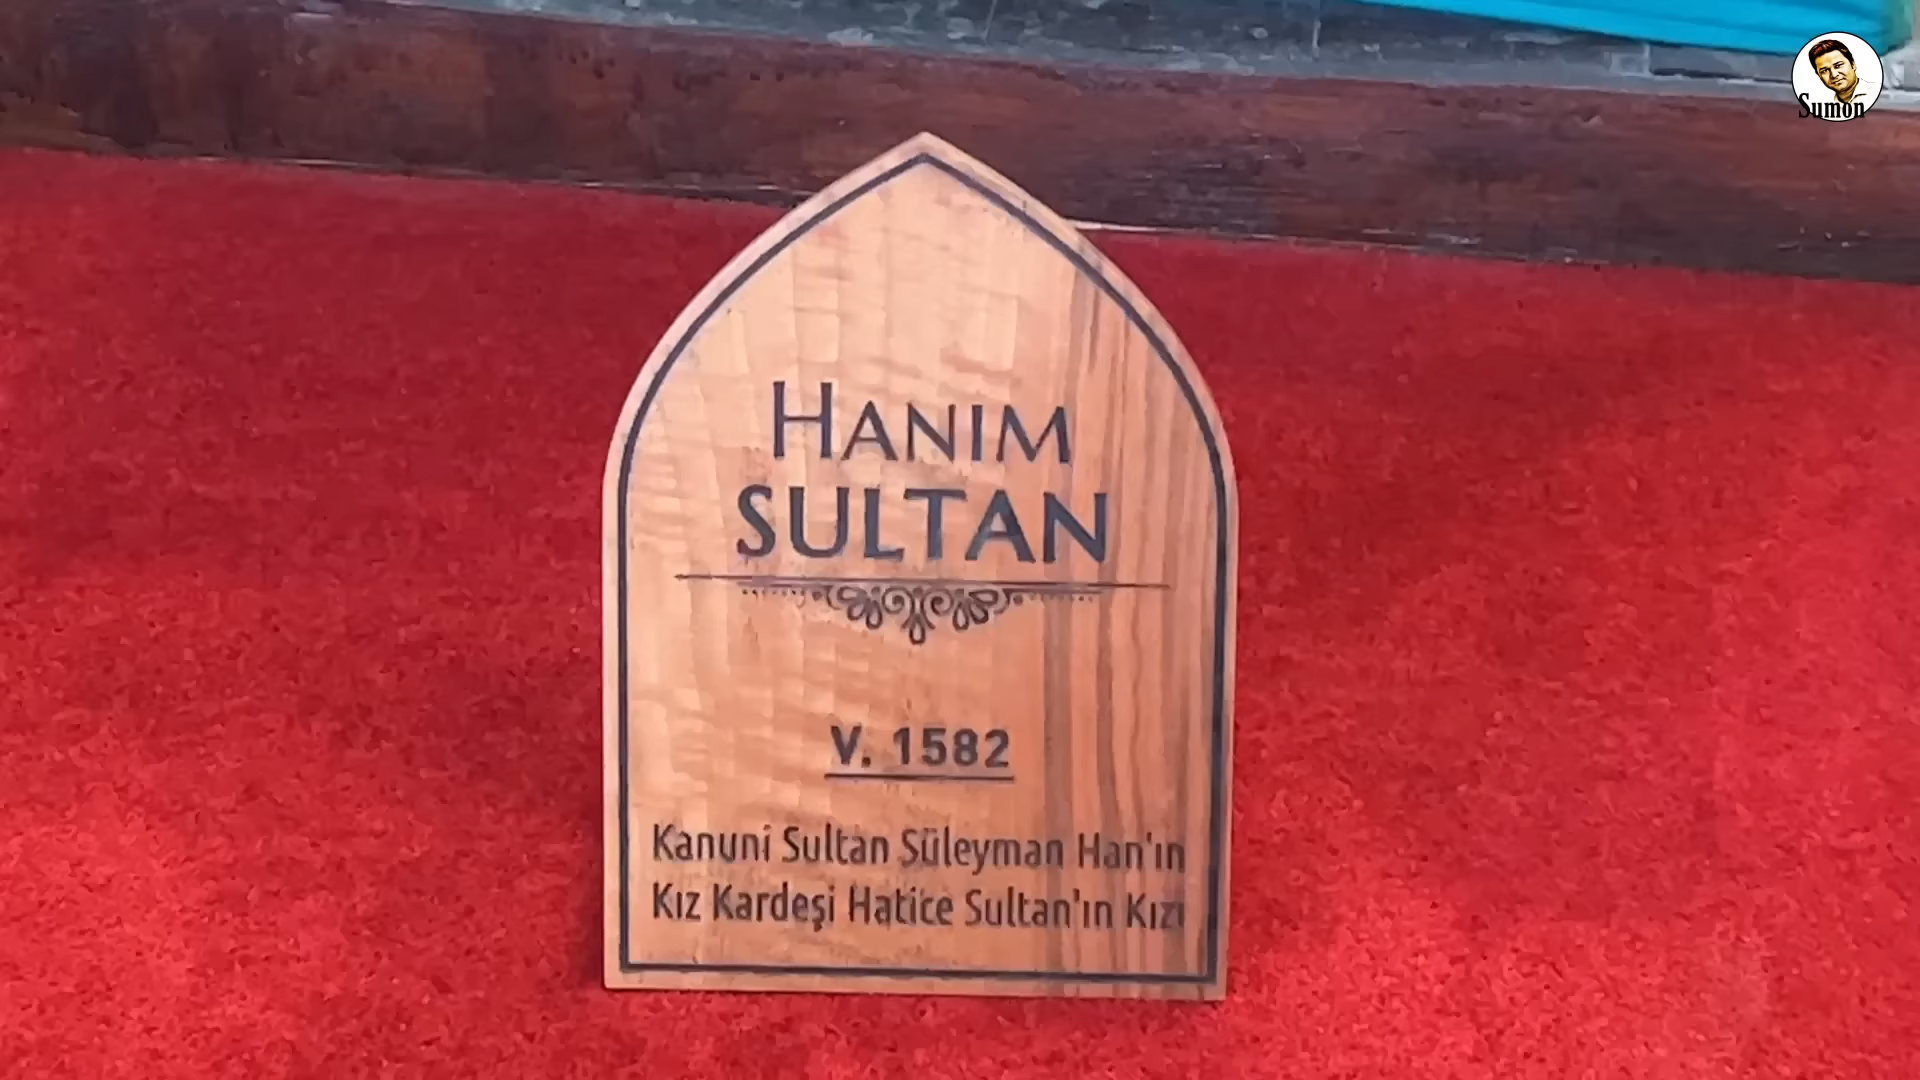 Sumon
HANIM
SULTAN
V. 1582
Kanuni Sultan Süleyman Han'ın
Kız Kardeşi Hatice Sultan'ın Kızı